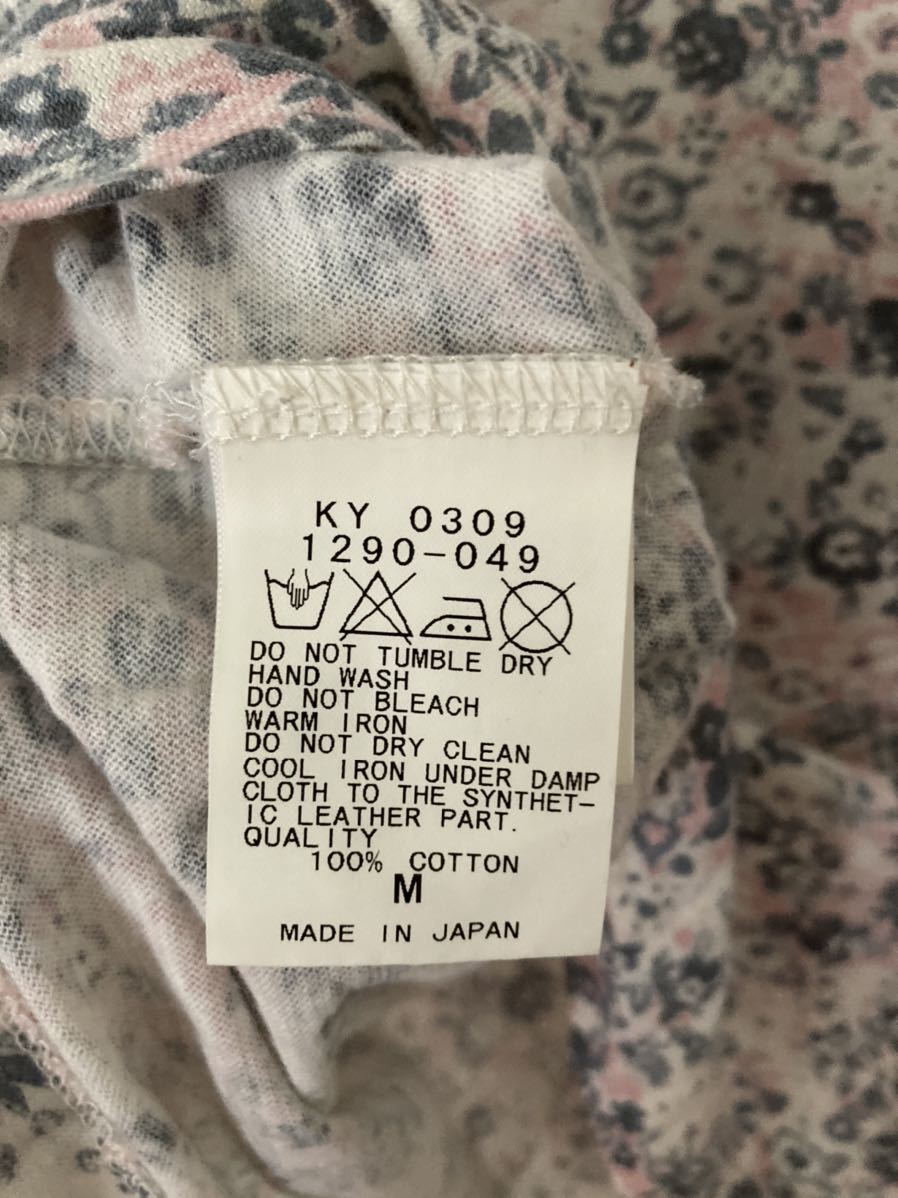 KY 0309
1290-049
DO NOT TUMBLE DRY
HAND WASH
DO NOT BLEACH
WARM IRON
DO NOT DRY CLEAN
COOL IRON UNDER DAMP
CLOTH TO THE SYNTHET-
IC LEATHER PART.
QUALITY
100% COTTON
M
MADE IN JAPAN